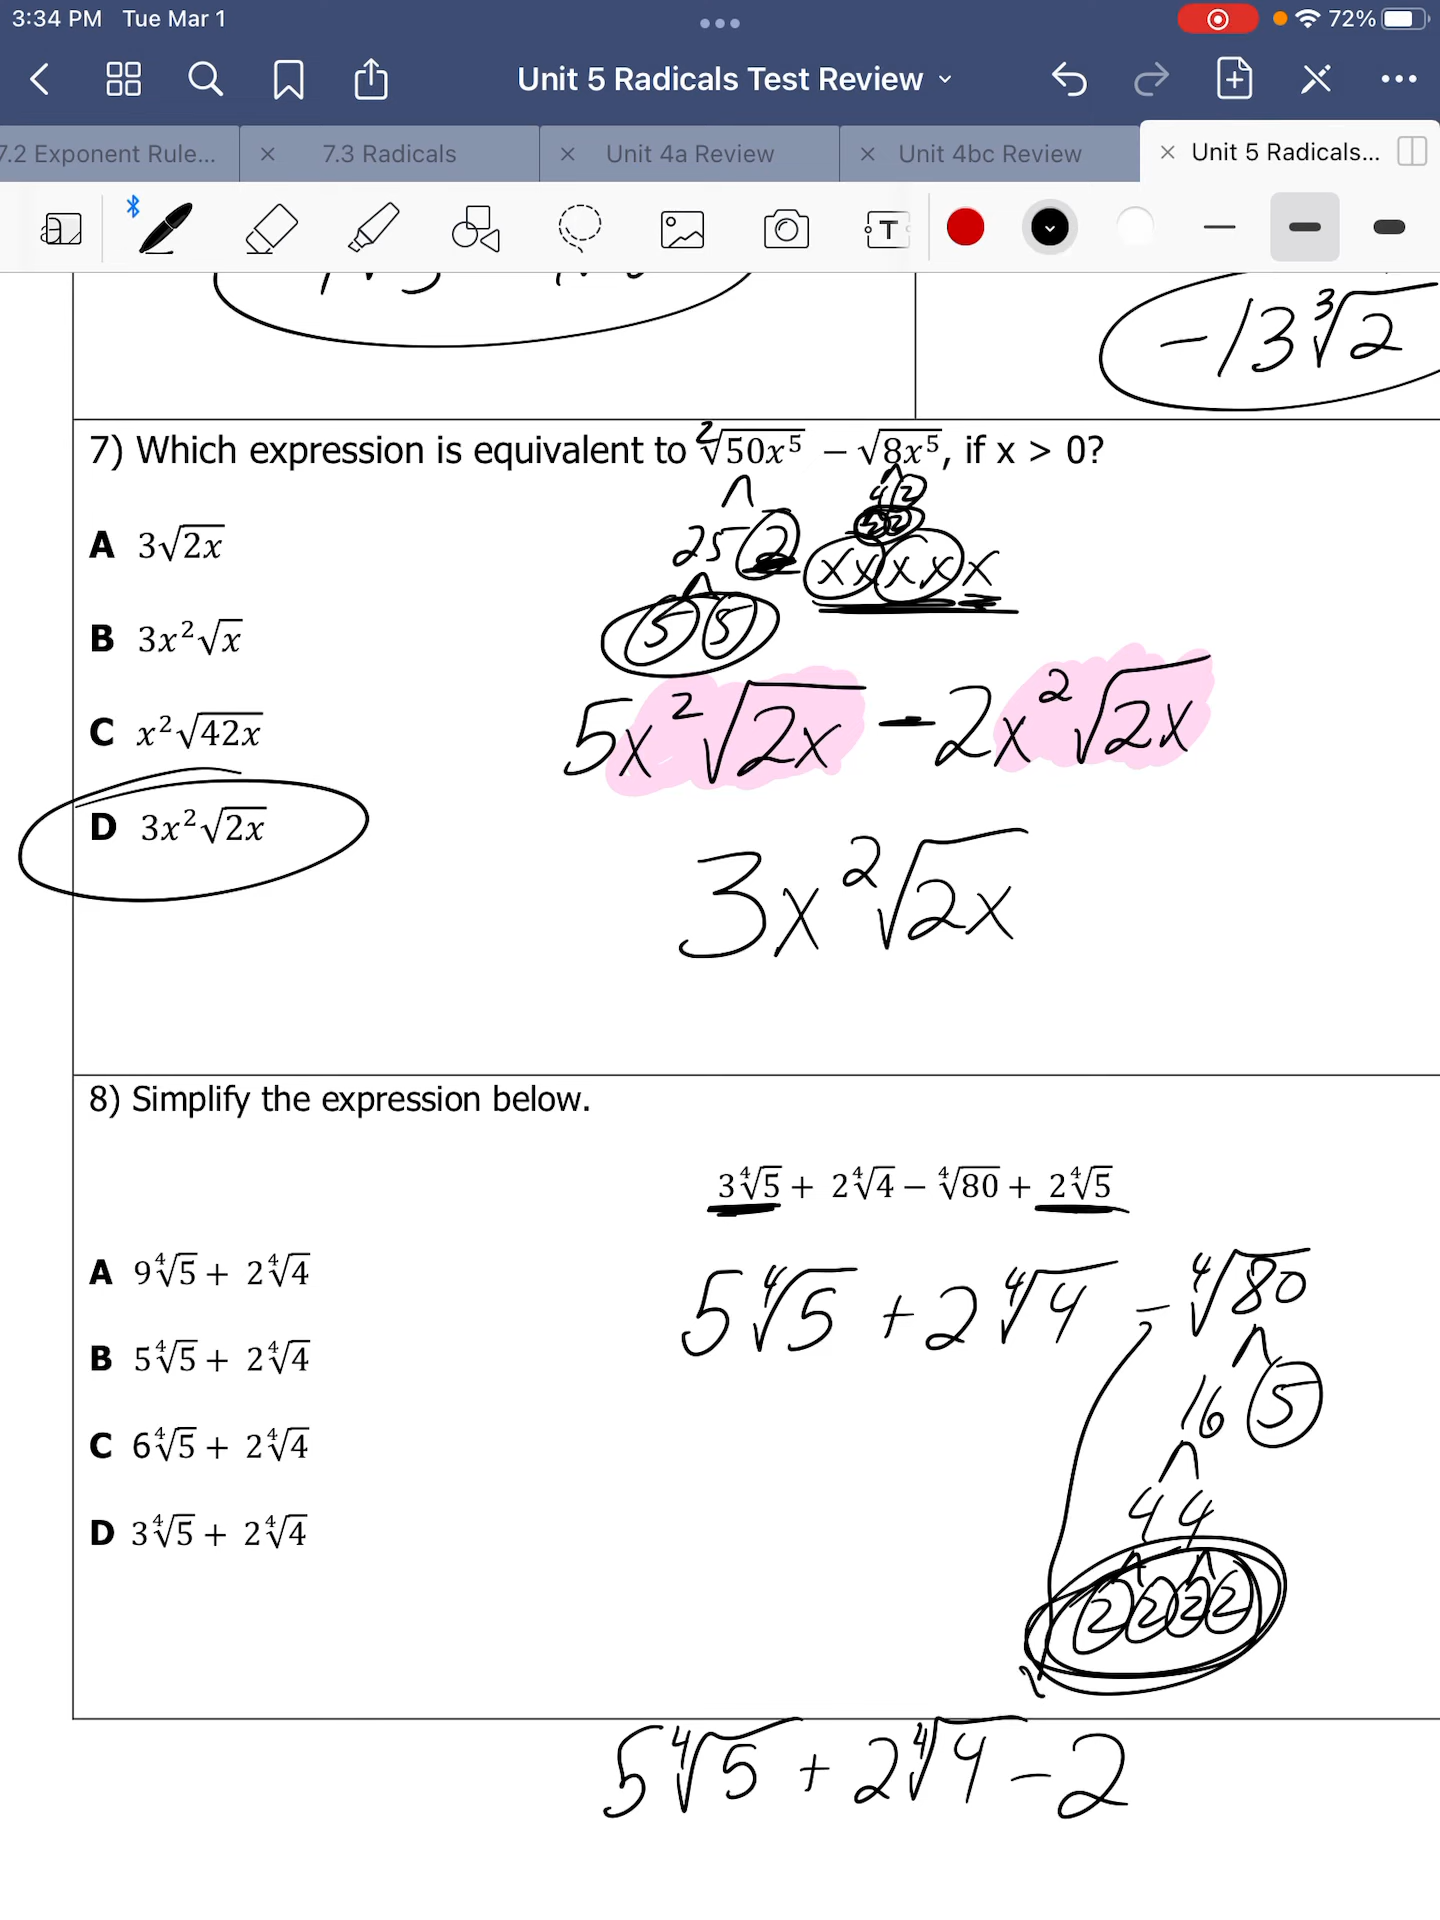 3:34 PM Tue Mar 1
72%
Unit 5 Radicals Test Review
7.2 Exponent Rule...
7.3 Radicals
Unit 4a Review
Unit 4bc Review
Unit 5 Radicals...
T
-13∛2
7) Which expression is equivalent to ²√50x⁵ − √8x⁵, if x > 0?
4 2
2 2
25 2
x x x x x
5 5
A 3√2x
B 3x²√x
C x²√42x
D 3x²√2x
5x²√2x - 2x²√2x
3x²√2x
8) Simplify the expression below.
3∜5 + 2∜4 − ∜80 + 2∜5
A 9∜5 + 2∜4
B 5∜5 + 2∜4
C 6∜5 + 2∜4
D 3∜5 + 2∜4
5∜5 + 2∜4 - ∜80
16 5
4 4
2 2 2 2
5∜5 + 2∜4 - 2